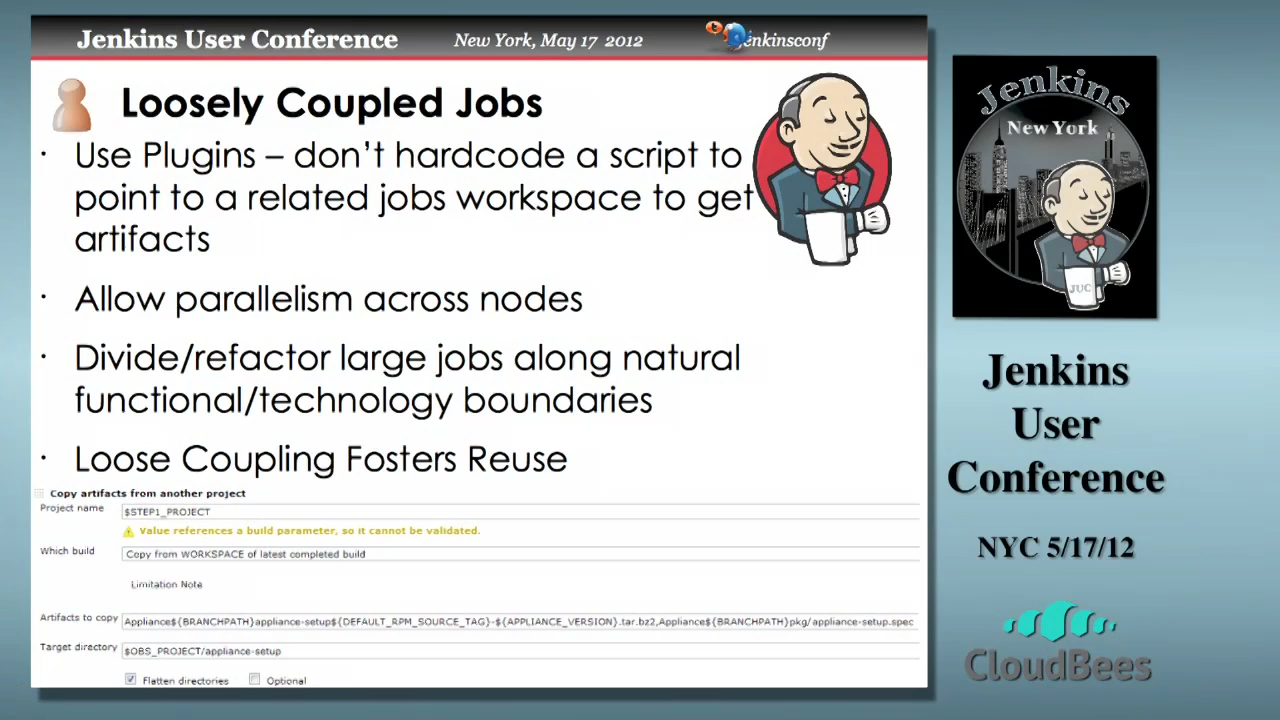 Jenkins User Conference
New York, May 17 2012
enkinsconf
Loosely Coupled Jobs
· Use Plugins – don’t hardcode a script to
point to a related jobs workspace to get
artifacts
· Allow parallelism across nodes
· Divide/refactor large jobs along natural
functional/technology boundaries
· Loose Coupling Fosters Reuse
Copy artifacts from another project
Project name
$STEP1_PROJECT
Value references a build parameter, so it cannot be validated.
Which build
Copy from WORKSPACE of latest completed build
Limitation Note
Artifacts to copy
Appliance${BRANCHPATH}appliance-setup${DEFAULT_RPM_SOURCE_TAG}-${APPLIANCE_VERSION}.tar.bz2,Appliance${BRANCHPATH}pkg/appliance-setup.spec
Target directory
$OBS_PROJECT/appliance-setup
Flatten directories
Optional
Jenkins
New York
JUC
Jenkins
User
Conference
NYC 5/17/12
CloudBees